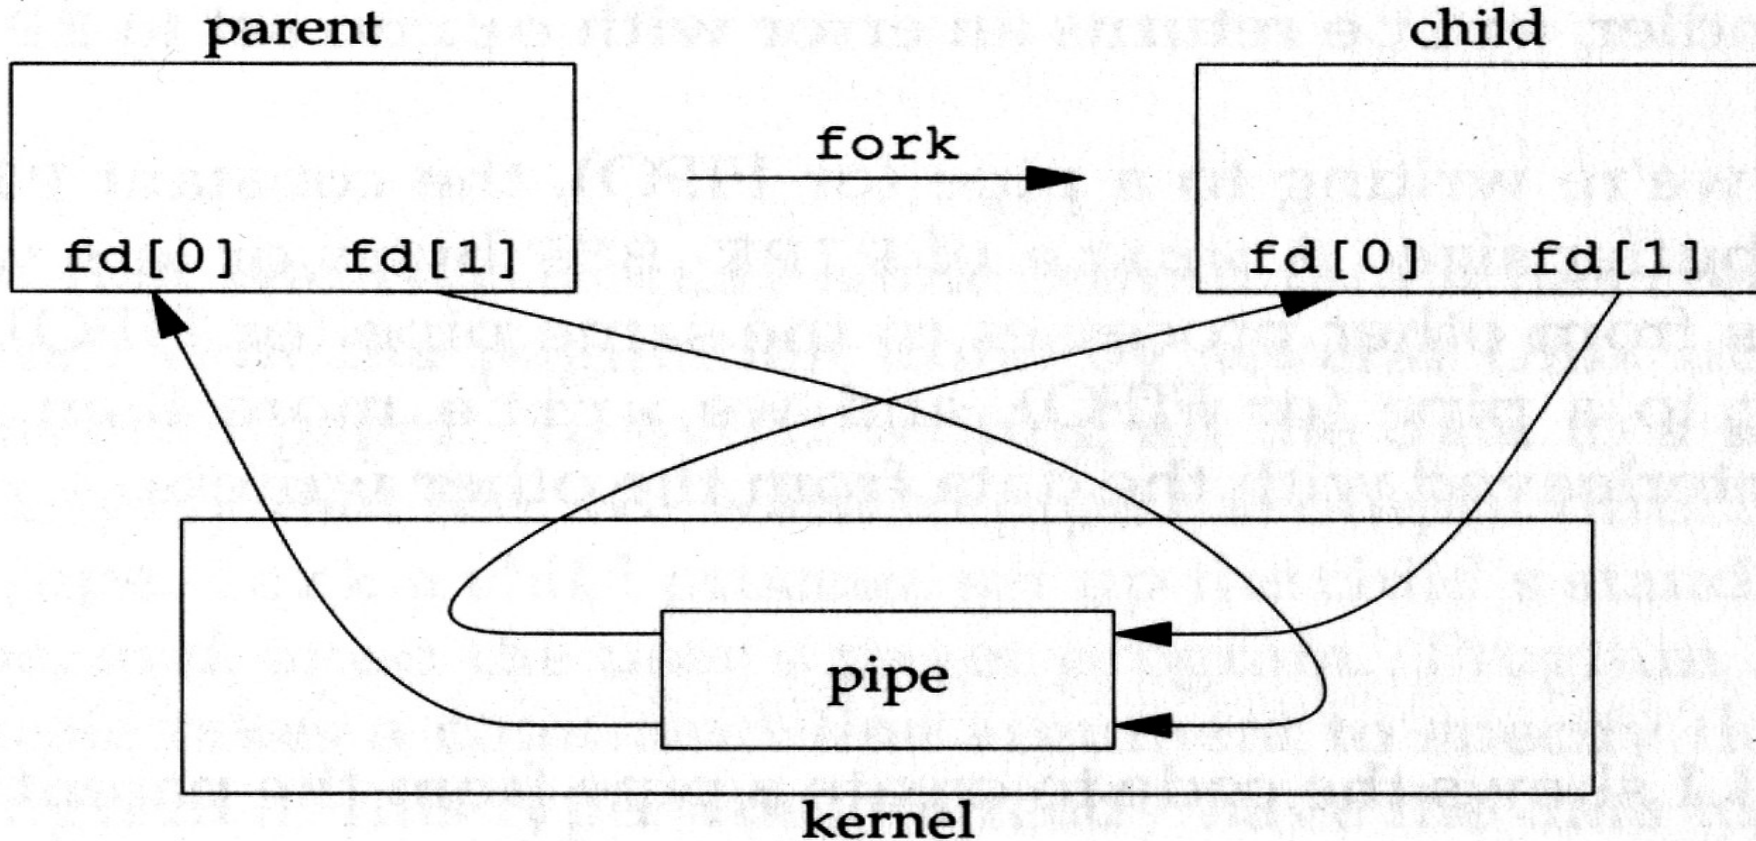 parent
child
fork
fd[0] fd[1]
fd[0] fd[1]
pipe
kernel